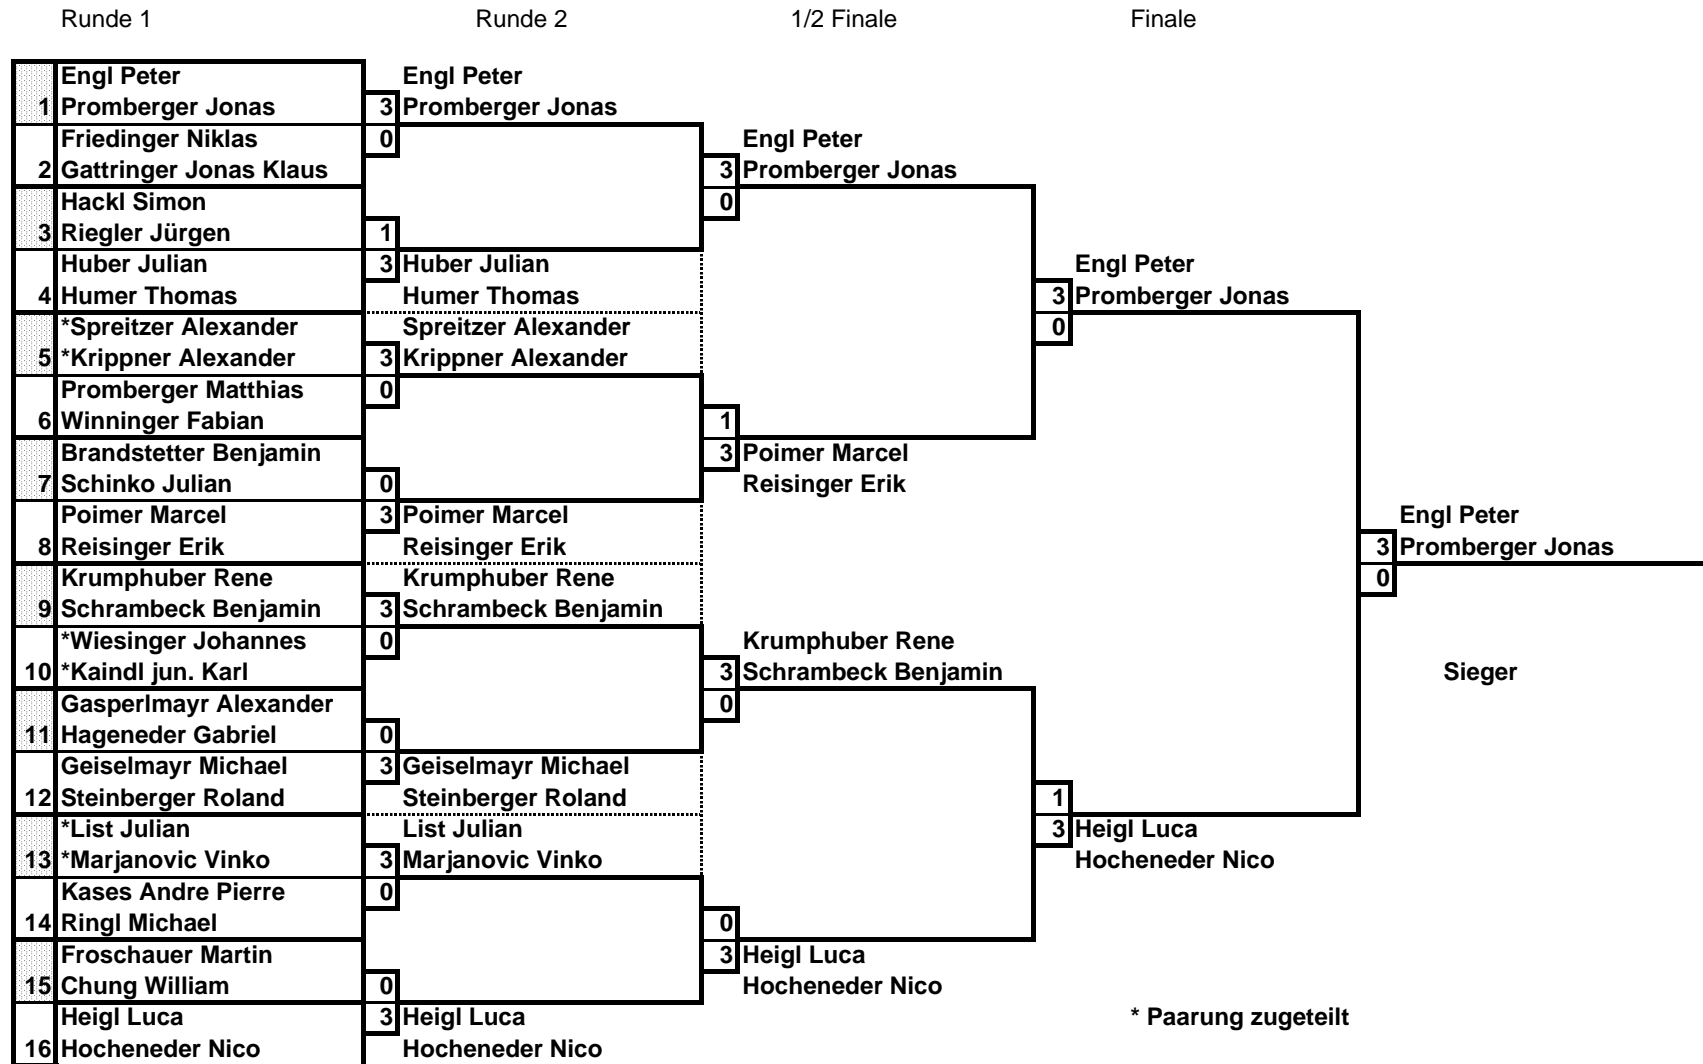 Runde 1 Runde 2 1/2 Finale Finale
Engl Peter Engl Peter
1 Promberger Jonas 3 Promberger Jonas
Friedinger Niklas 0 Engl Peter
2 Gattringer Jonas Klaus 3 Promberger Jonas
Hackl Simon 0
3 Riegler Jürgen 1
Huber Julian 3 Huber Julian Engl Peter
4 Humer Thomas Humer Thomas 3 Promberger Jonas
*Spreitzer Alexander Spreitzer Alexander 0
5 *Krippner Alexander 3 Krippner Alexander
Promberger Matthias 0
6 Winninger Fabian 1
Brandstetter Benjamin 3 Poimer Marcel
7 Schinko Julian 0 Reisinger Erik
Poimer Marcel 3 Poimer Marcel Engl Peter
8 Reisinger Erik Reisinger Erik 3 Promberger Jonas
Krumphuber Rene Krumphuber Rene 0
9 Schrambeck Benjamin 3 Schrambeck Benjamin
*Wiesinger Johannes 0 Krumphuber Rene
10 *Kaindl jun. Karl 3 Schrambeck Benjamin Sieger
Gasperlmayr Alexander 0
11 Hageneder Gabriel 0
Geiselmayr Michael 3 Geiselmayr Michael
12 Steinberger Roland Steinberger Roland 1
*List Julian List Julian 3 Heigl Luca
13 *Marjanovic Vinko 3 Marjanovic Vinko Hocheneder Nico
Kases Andre Pierre 0
14 Ringl Michael 0
Froschauer Martin 3 Heigl Luca
15 Chung William 0 Hocheneder Nico
Heigl Luca 3 Heigl Luca * Paarung zugeteilt
16 Hocheneder Nico Hocheneder Nico